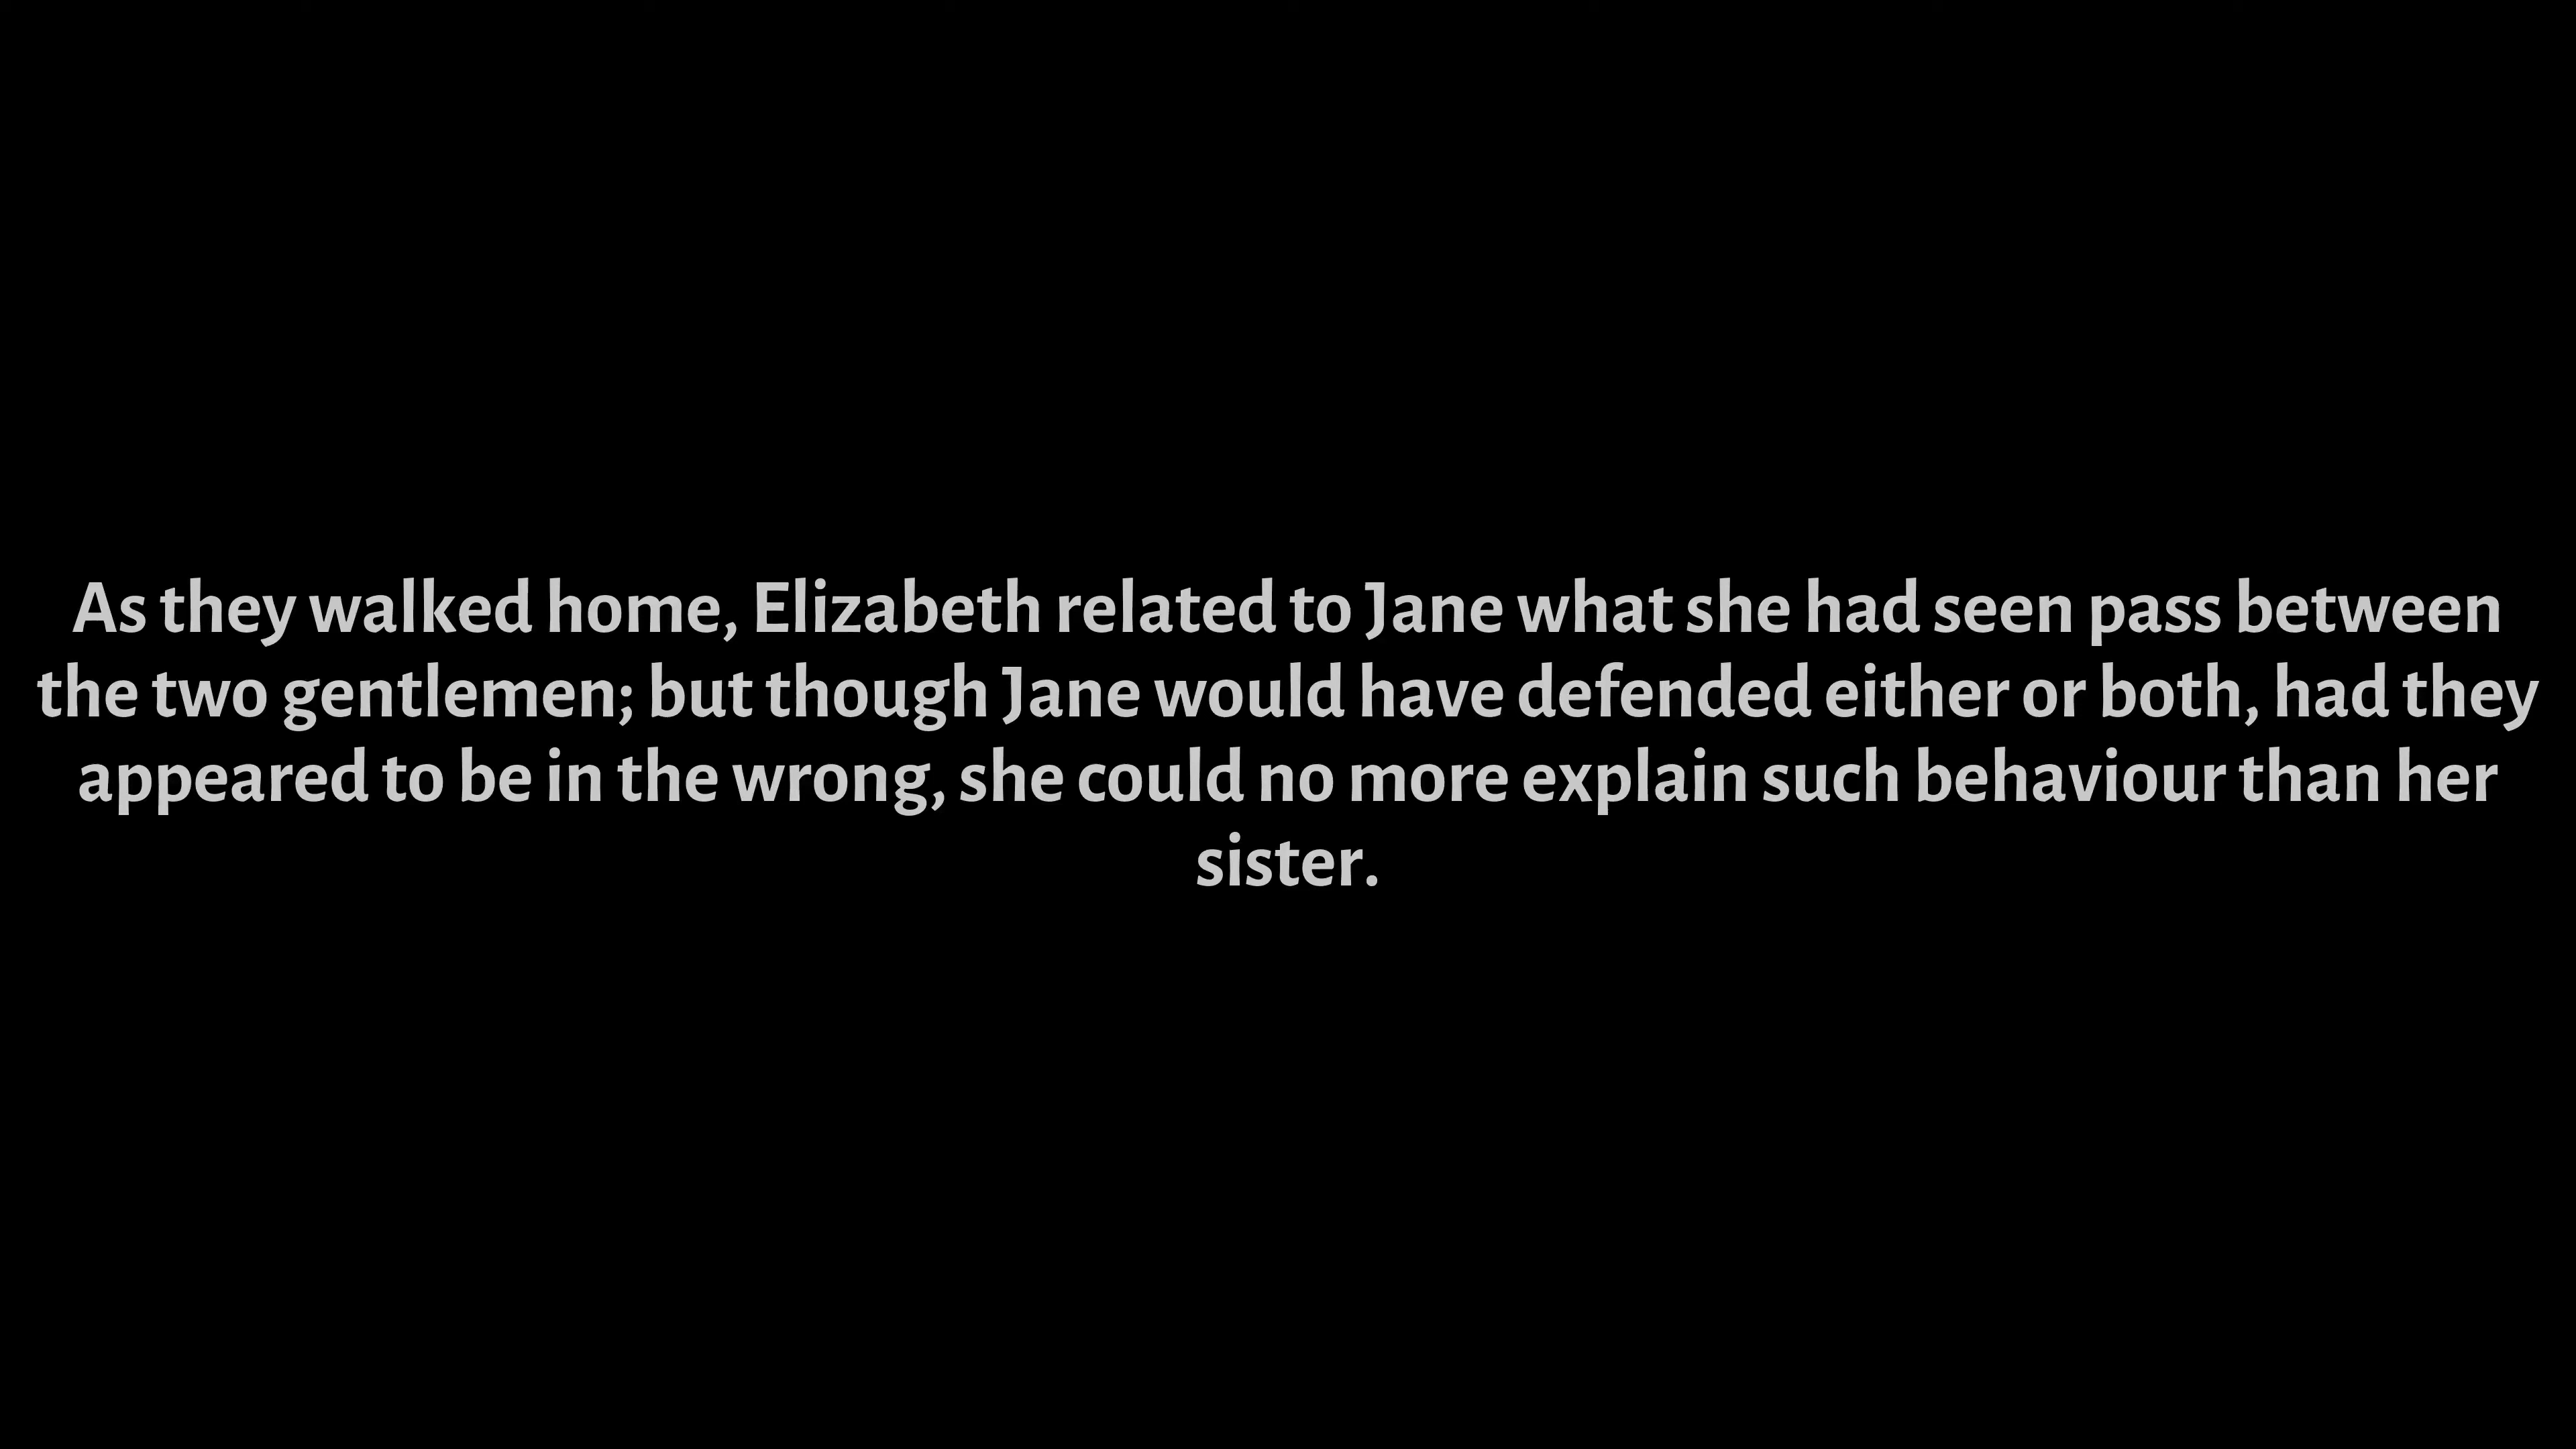 As they walked home, Elizabeth related to Jane what she had seen pass between
the two gentlemen; but though Jane would have defended either or both, had they
appeared to be in the wrong, she could no more explain such behaviour than her
sister.